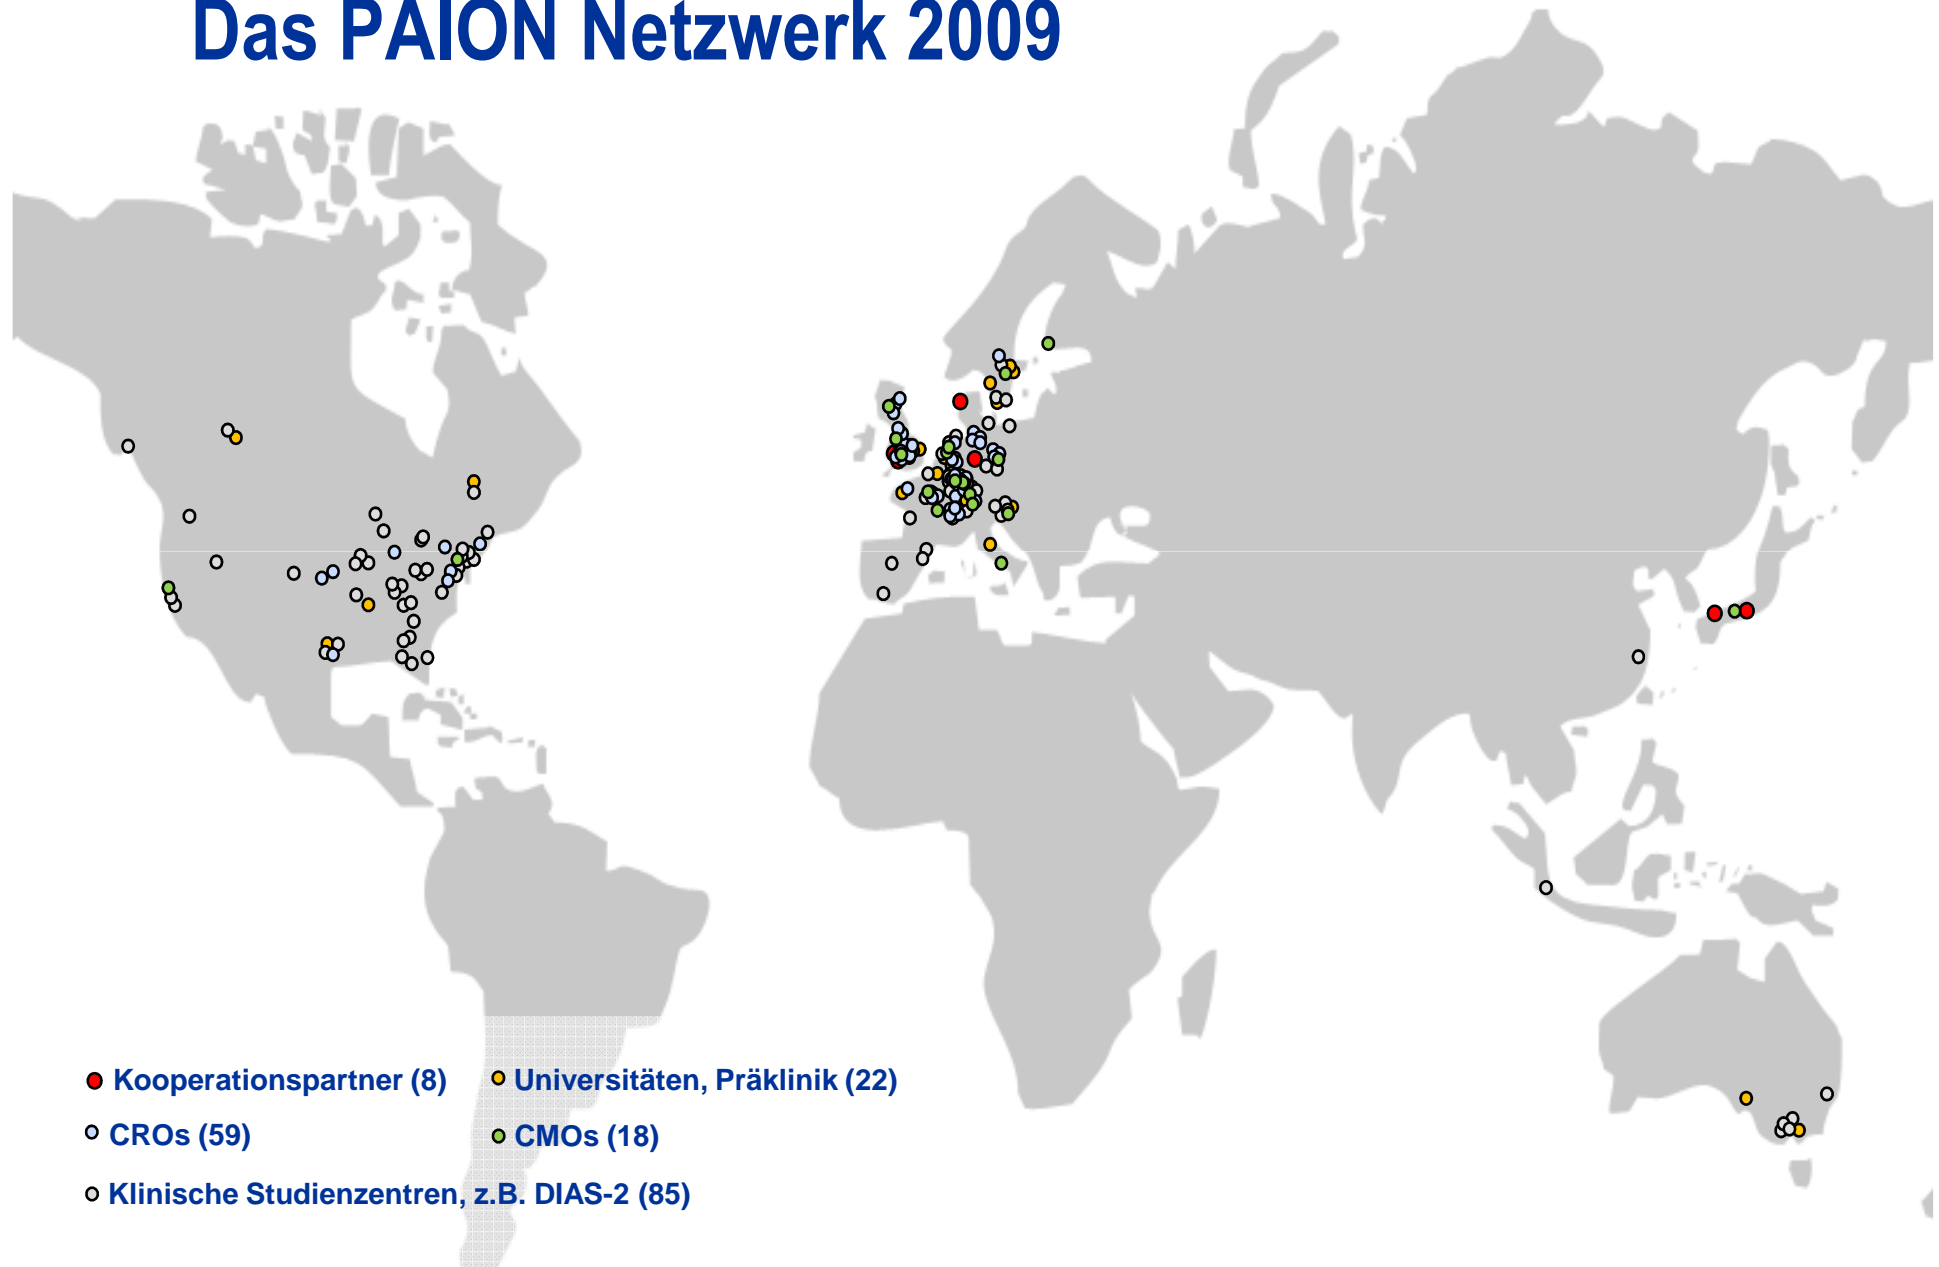 Das PAION Netzwerk 2009
Kooperationspartner (8)
Universitäten, Präklinik (22)
CROs (59)
CMOs (18)
Klinische Studienzentren, z.B. DIAS-2 (85)